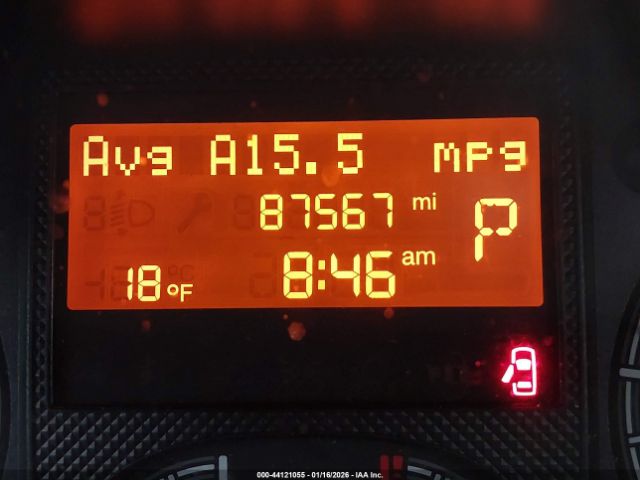 Avg A15.5 mpg
87567 mi
P
18°F 8:46 am
000-44121055 - 01/16/2026 - IAA Inc.